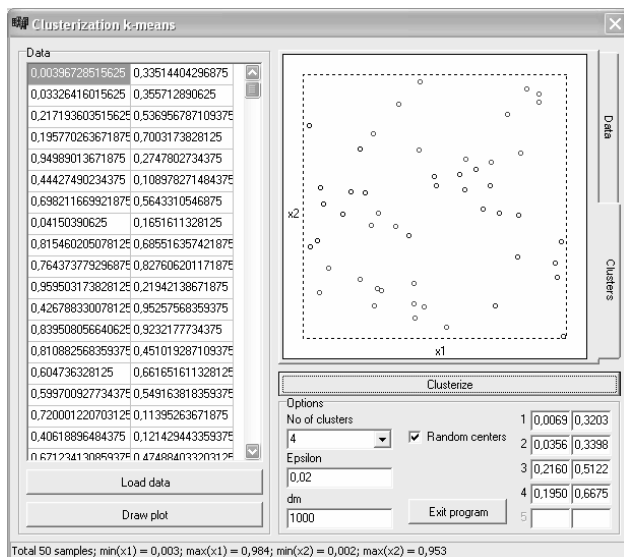 Clusterization k-means
Data
0,00396728515625 0,33514404296875
0,03326416015625 0,355712890625
0,217193603515625 0,536956787109375
0,195770263671875 0,7003173828125
0,94989013671875 0,2747802734375
0,44427490234375 0,108978271484375
0,698211669921875 0,5643310546875
0,04150390625 0,1651611328125
0,815460205078125 0,685516357421875
0,764373779296875 0,827606201171875
0,959503173828125 0,21942138671875
0,426788330078125 0,95257568359375
0,839508056640625 0,9232177734375
0,810882568359375 0,451019287109375
0,604736328125 0,661651611328125
0,599700927734375 0,549163818359375
0,720001220703125 0,11395263671875
0,40618896484375 0,121429443359375
0,671234130859375 0,474884033203125
Load data
Draw plot
x2
x1
Data
Clusters
Clusterize
Options
No of clusters
4
Random centers
Epsilon
0,02
dm
1000
Exit program
1 0,0069 0,3203
2 0,0356 0,3398
3 0,2160 0,5122
4 0,1950 0,6675
5
Total 50 samples; min(x1) = 0,003; max(x1) = 0,984; min(x2) = 0,002; max(x2) = 0,953